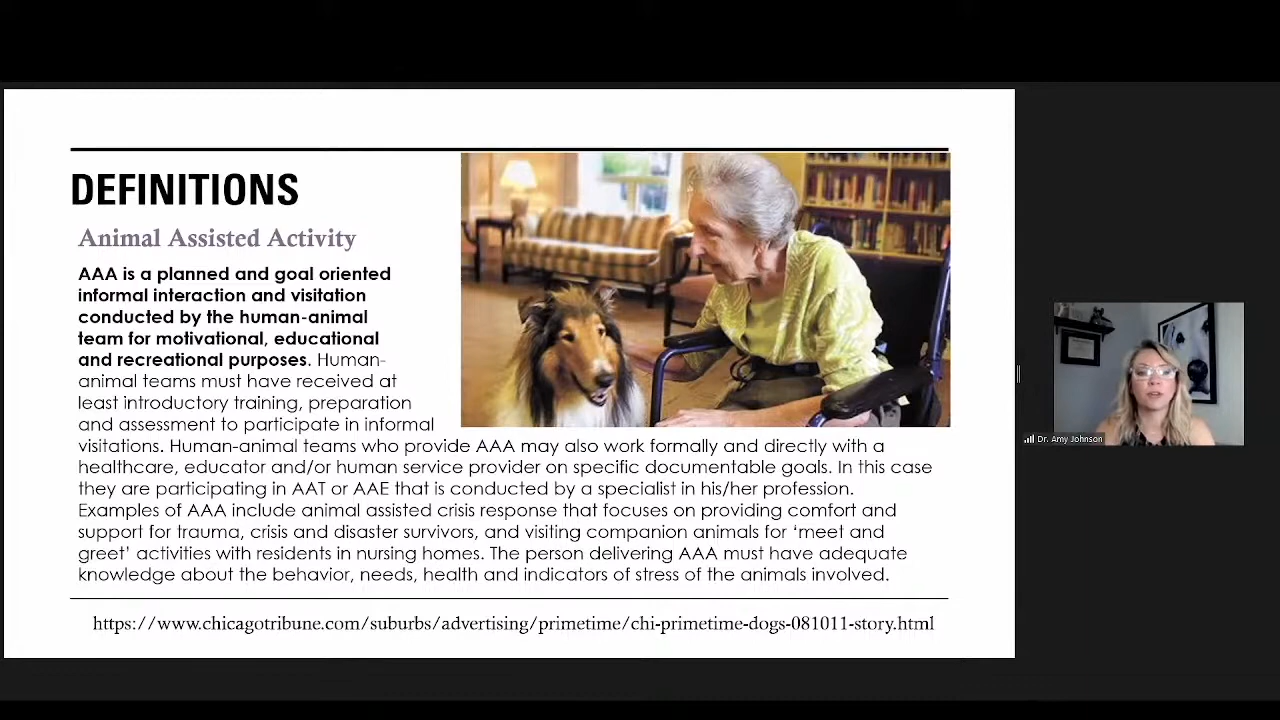 DEFINITIONS
Animal Assisted Activity
AAA is a planned and goal oriented
informal interaction and visitation
conducted by the human-animal
team for motivational, educational
and recreational purposes. Human-
animal teams must have received at
least introductory training, preparation
and assessment to participate in informal
visitations. Human-animal teams who provide AAA may also work formally and directly with a
healthcare, educator and/or human service provider on specific documentable goals. In this case
they are participating in AAT or AAE that is conducted by a specialist in his/her profession.
Examples of AAA include animal assisted crisis response that focuses on providing comfort and
support for trauma, crisis and disaster survivors, and visiting companion animals for ‘meet and
greet’ activities with residents in nursing homes. The person delivering AAA must have adequate
knowledge about the behavior, needs, health and indicators of stress of the animals involved.
https://www.chicagotribune.com/suburbs/advertising/primetime/chi-primetime-dogs-081011-story.html
Dr. Amy Johnson